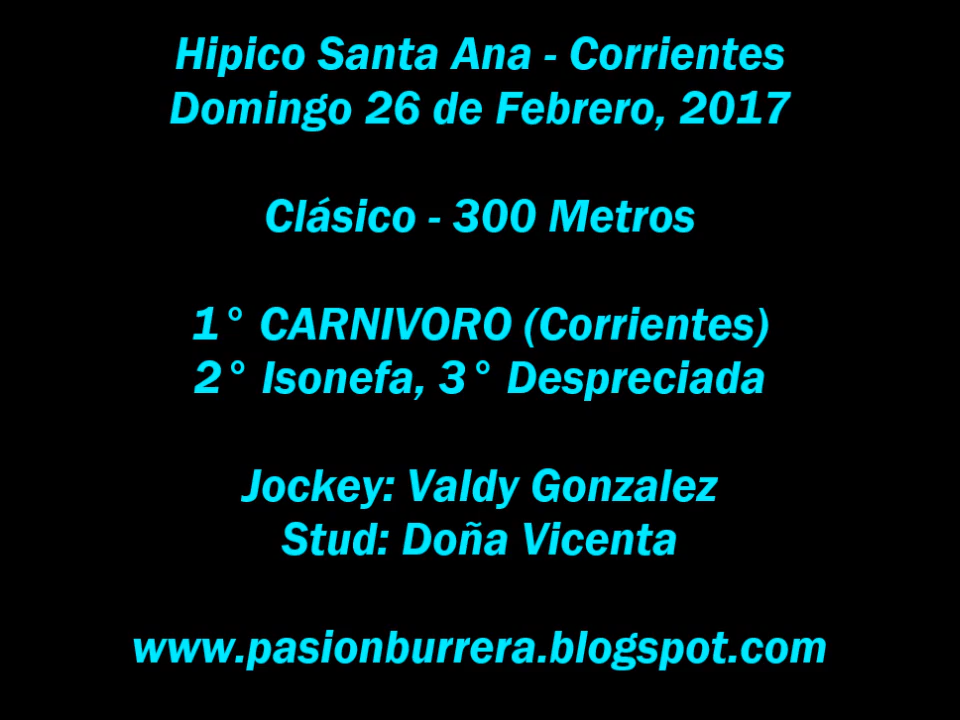 Hipico Santa Ana - Corrientes
Domingo 26 de Febrero, 2017
Clásico - 300 Metros
1° CARNIVORO (Corrientes)
2° Isonefa, 3° Despreciada
Jockey: Valdy Gonzalez
Stud: Doña Vicenta
www.pasionburrera.blogspot.com